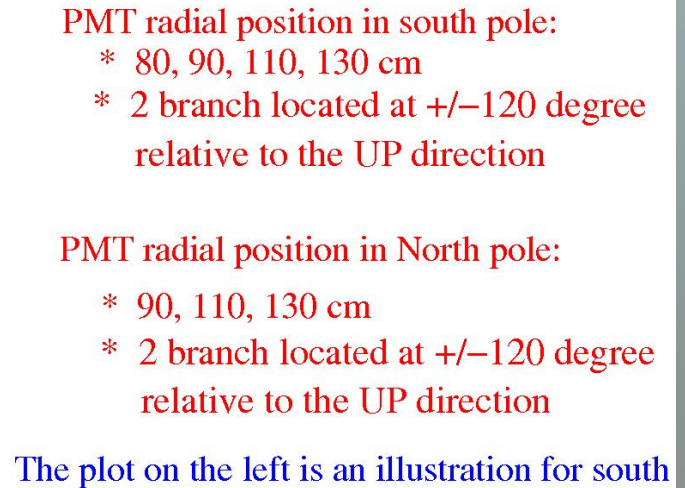 PMT radial position in south pole:
* 80, 90, 110, 130 cm
* 2 branch located at +/−120 degree
relative to the UP direction
PMT radial position in North pole:
* 90, 110, 130 cm
* 2 branch located at +/−120 degree
relative to the UP direction
The plot on the left is an illustration for south